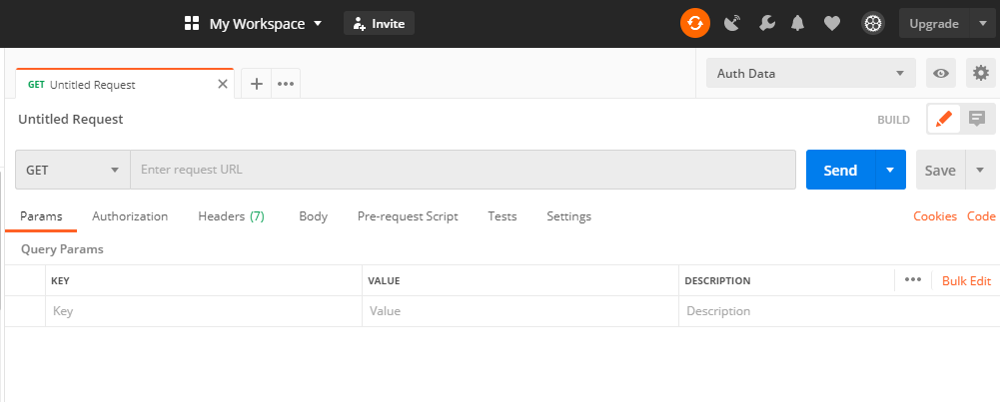 My Workspace Invite Upgrade
GET Untitled Request Auth Data
Untitled Request BUILD
GET Enter request URL Send Save
Params Authorization Headers (7) Body Pre-request Script Tests Settings Cookies Code
Query Params
KEY VALUE DESCRIPTION Bulk Edit
Key Value Description